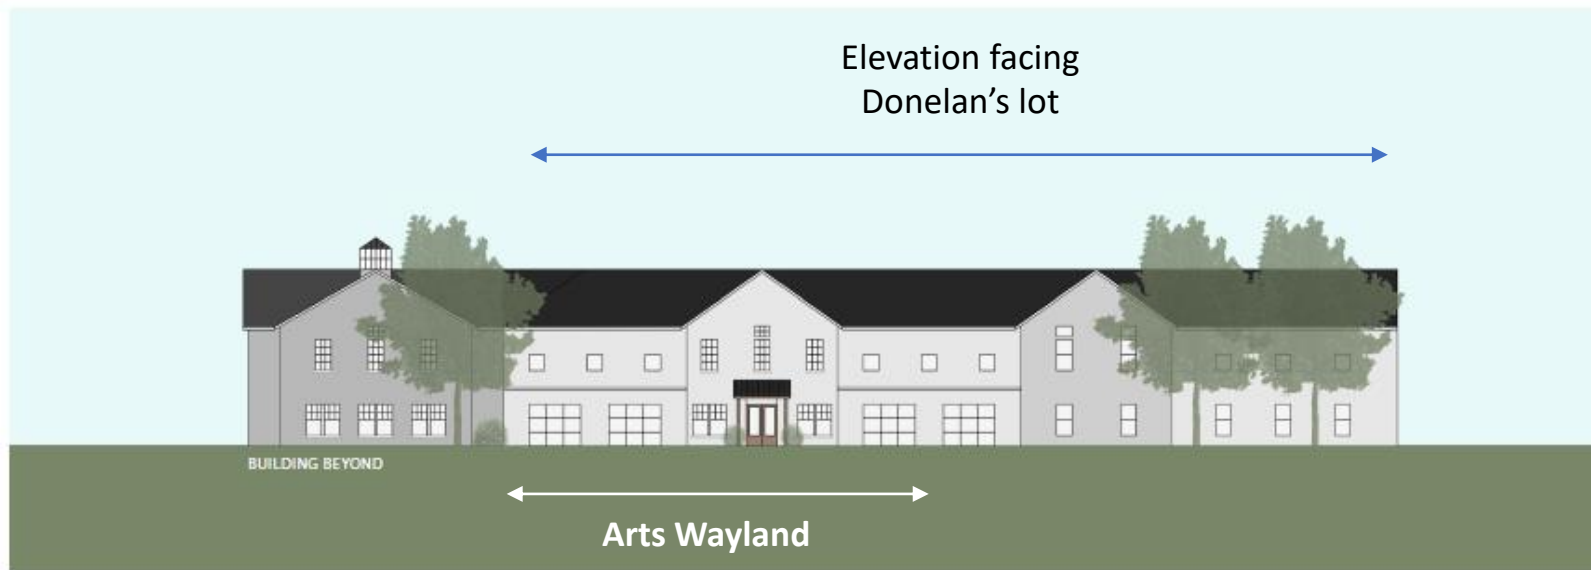 Elevation facing
Donelan’s lot
BUILDING BEYOND
Arts Wayland